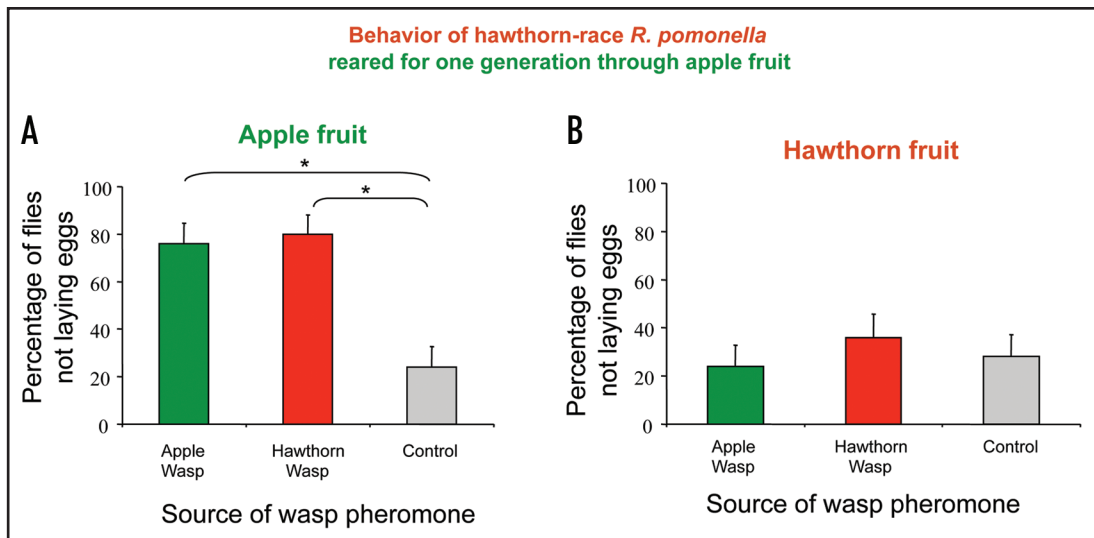 Behavior of hawthorn-race R. pomonella
reared for one generation through apple fruit
A
Apple fruit
*
*
Percentage of flies
not laying eggs
100
80
60
40
20
0
Apple
Wasp
Hawthorn
Wasp
Control
Source of wasp pheromone
B
Hawthorn fruit
Percentage of flies
not laying eggs
100
80
60
40
20
0
Apple
Wasp
Hawthorn
Wasp
Control
Source of wasp pheromone